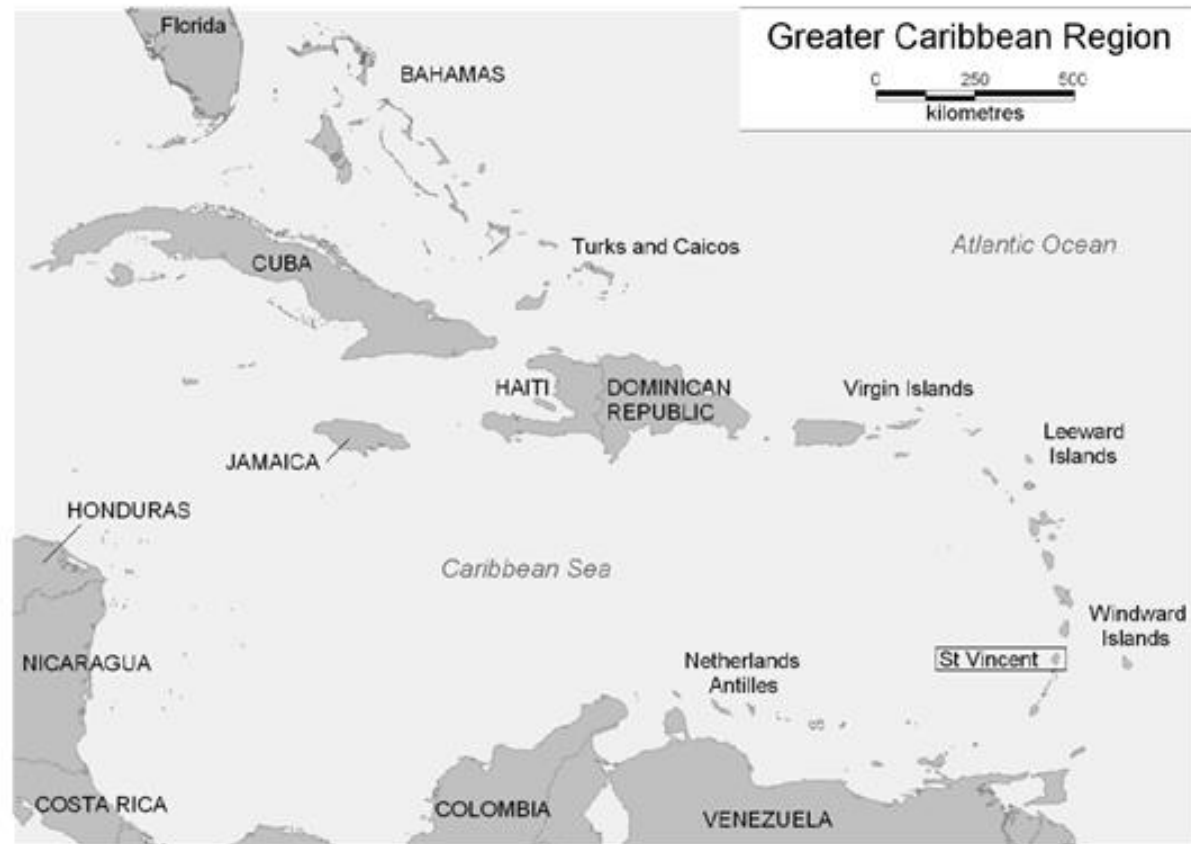 Florida
Greater Caribbean Region
0 250 500
kilometres
BAHAMAS
Atlantic Ocean
Turks and Caicos
CUBA
HAITI
DOMINICAN
REPUBLIC
Virgin Islands
Leeward
Islands
JAMAICA
HONDURAS
Caribbean Sea
Windward
Islands
NICARAGUA
Netherlands
Antilles
St Vincent
COSTA RICA
COLOMBIA
VENEZUELA